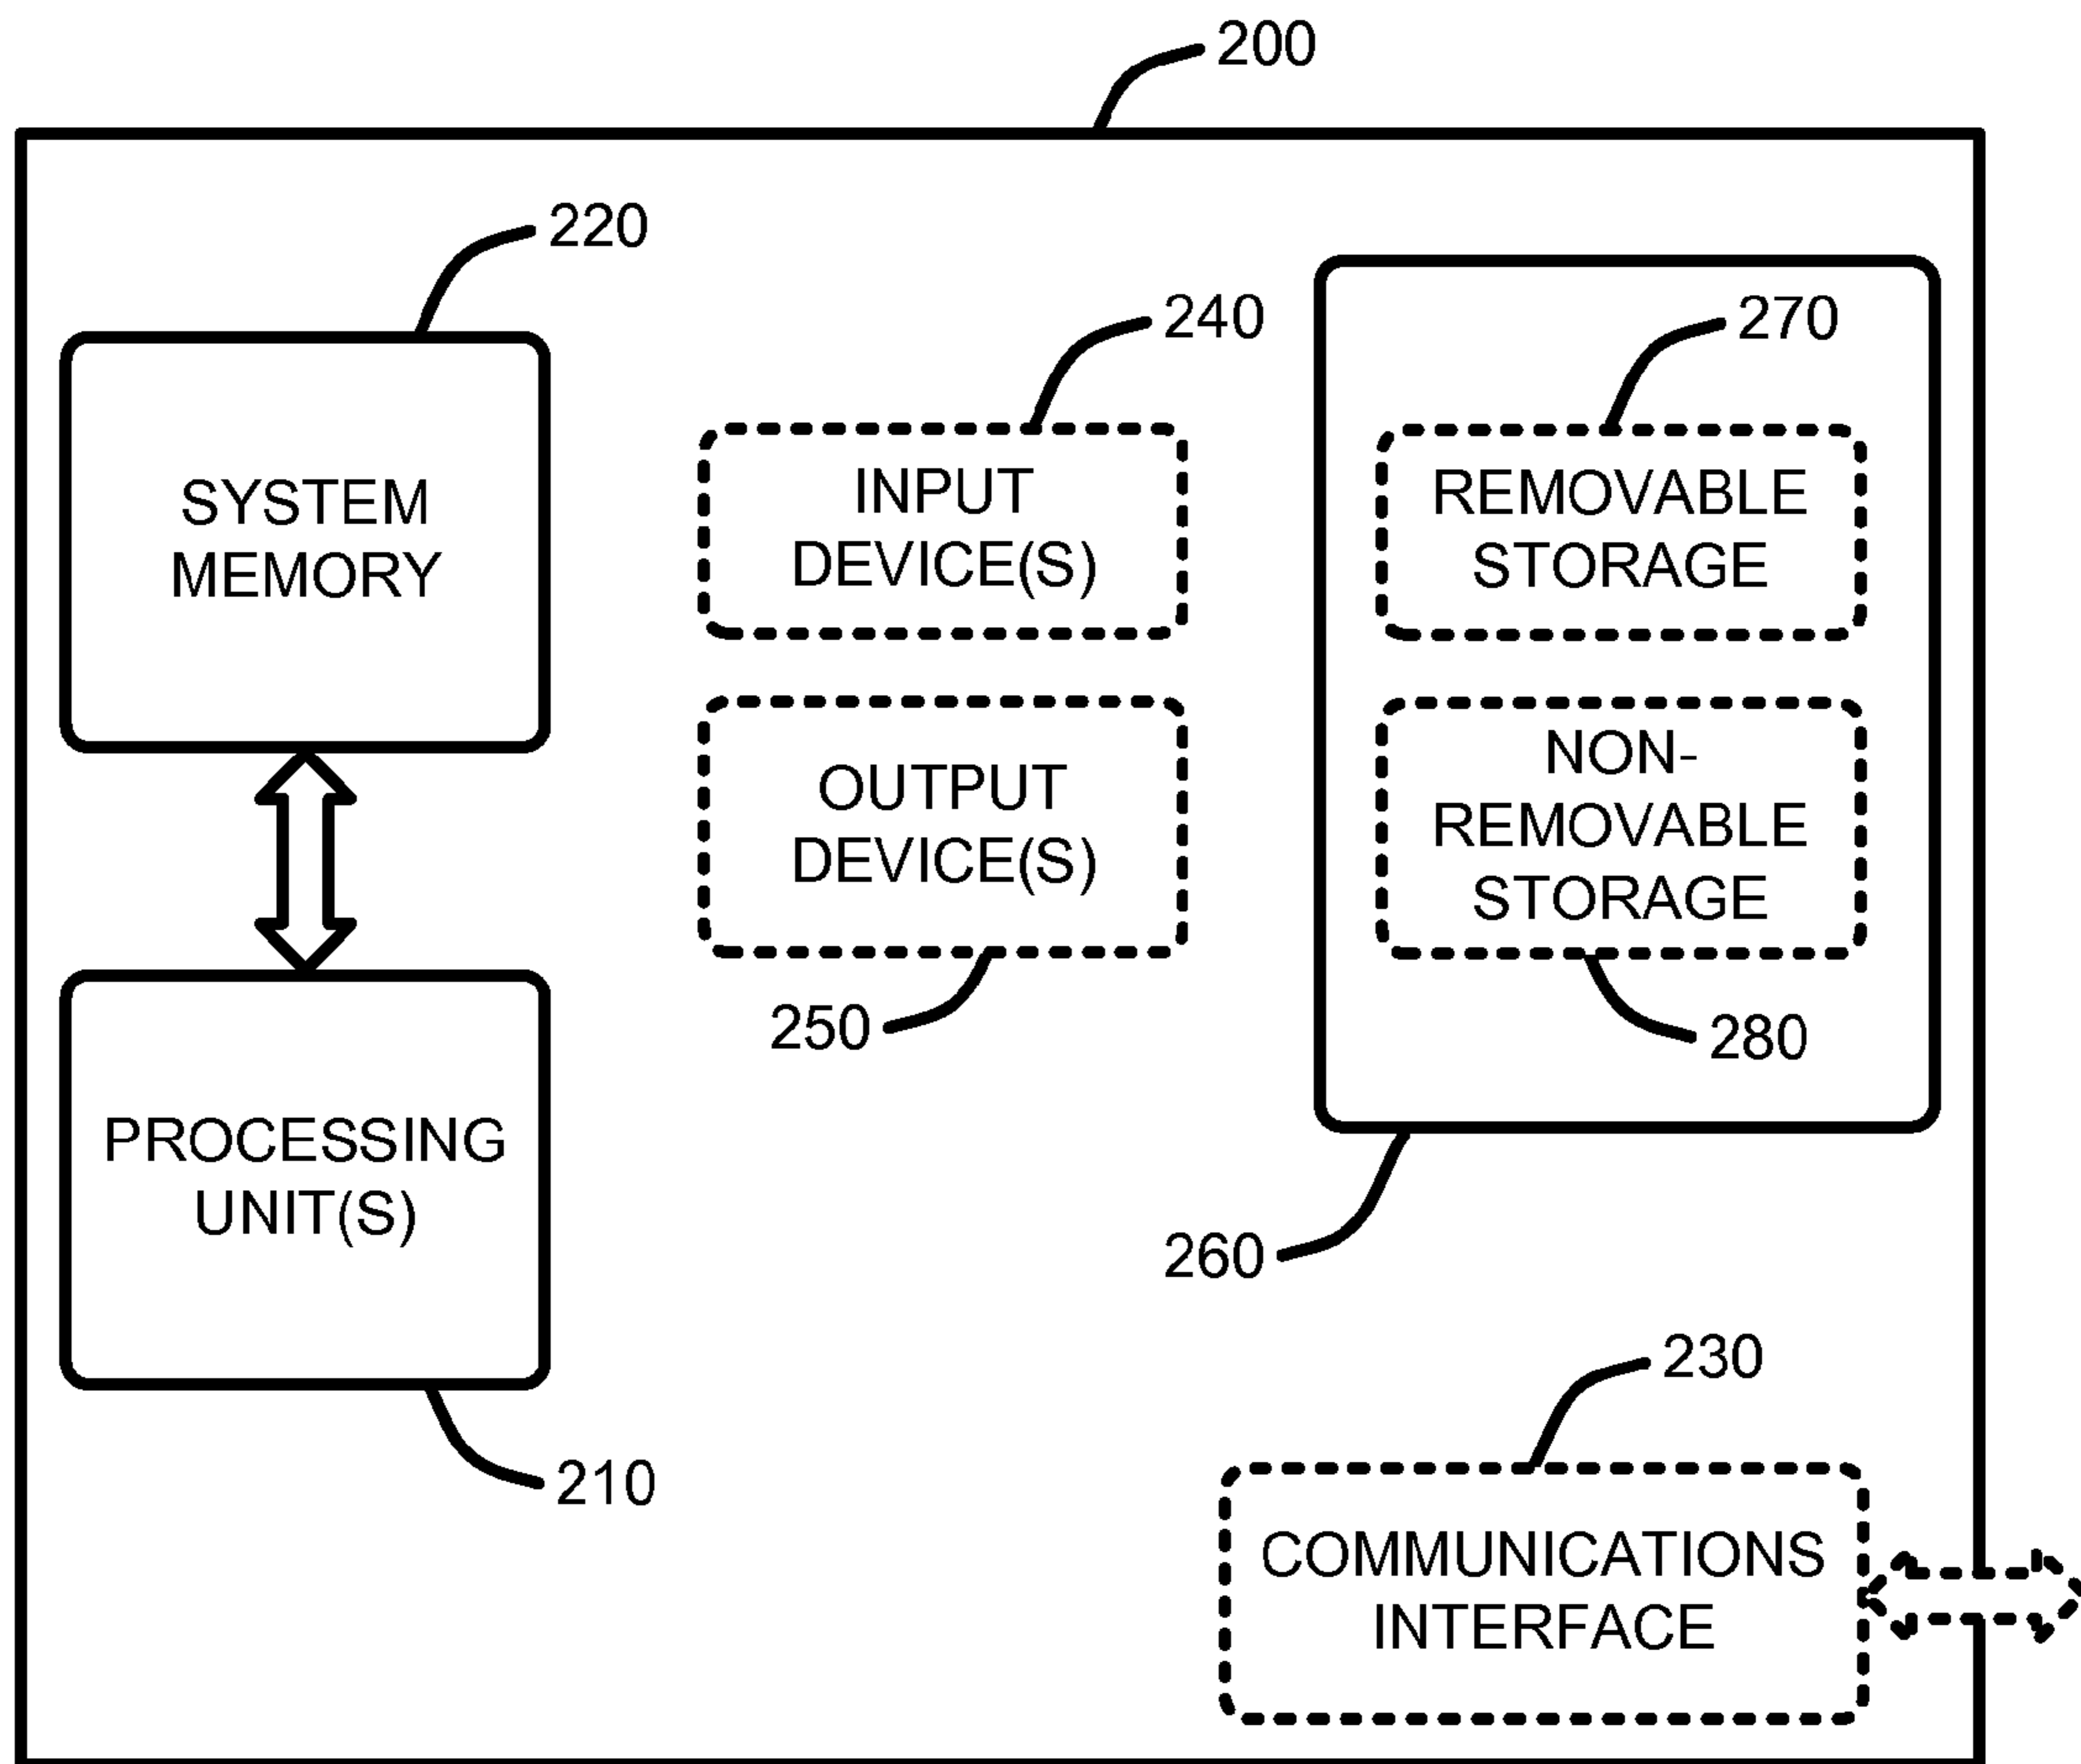 200
220
240
270
SYSTEM
MEMORY
INPUT
DEVICE(S)
REMOVABLE
STORAGE
OUTPUT
DEVICE(S)
NON-
REMOVABLE
STORAGE
250
280
PROCESSING
UNIT(S)
260
230
210
COMMUNICATIONS
INTERFACE